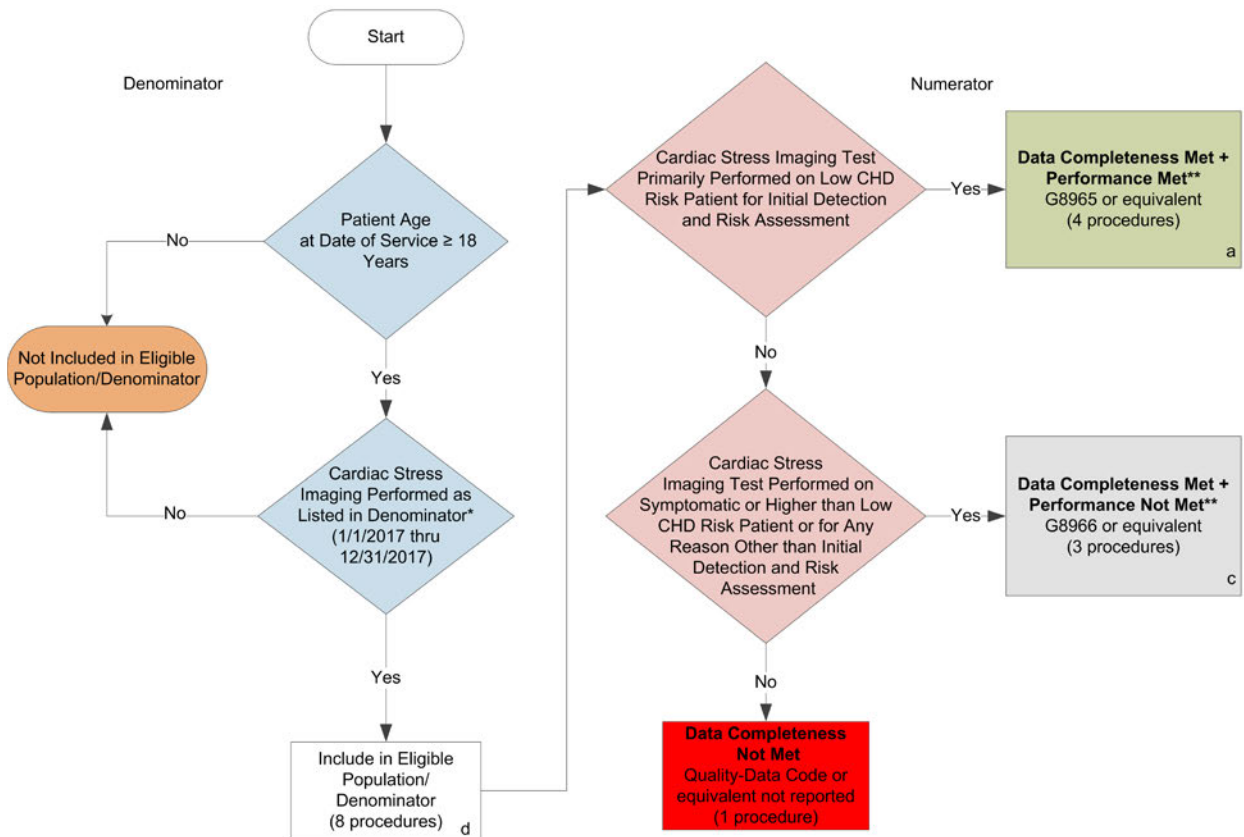 Start
Denominator
Patient Age
at Date of Service ≥ 18
Years
No
Not Included in Eligible
Population/Denominator
Yes
Cardiac Stress
Imaging Performed as
Listed in Denominator*
(1/1/2017 thru
12/31/2017)
No
Yes
Include in Eligible
Population/
Denominator
(8 procedures)
d
Numerator
Cardiac Stress Imaging Test
Primarily Performed on Low CHD
Risk Patient for Initial Detection
and Risk Assessment
Yes
Data Completeness Met +
Performance Met**
G8965 or equivalent
(4 procedures)
a
No
Cardiac Stress
Imaging Test Performed on
Symptomatic or Higher than Low
CHD Risk Patient or for Any
Reason Other than Initial
Detection and Risk
Assessment
Yes
Data Completeness Met +
Performance Not Met**
G8966 or equivalent
(3 procedures)
c
No
Data Completeness
Not Met
Quality-Data Code or
equivalent not reported
(1 procedure)